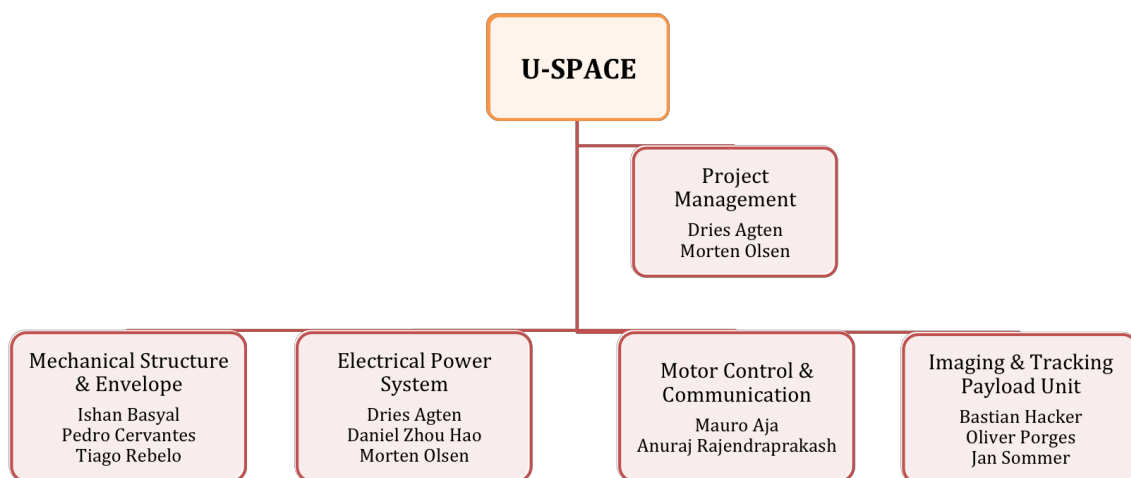 U-SPACE
Project
Management
Dries Agten
Morten Olsen
Mechanical Structure
& Envelope
Ishan Basyal
Pedro Cervantes
Tiago Rebelo
Electrical Power
System
Dries Agten
Daniel Zhou Hao
Morten Olsen
Motor Control &
Communication
Mauro Aja
Anuraj Rajendraprakash
Imaging & Tracking
Payload Unit
Bastian Hacker
Oliver Porges
Jan Sommer